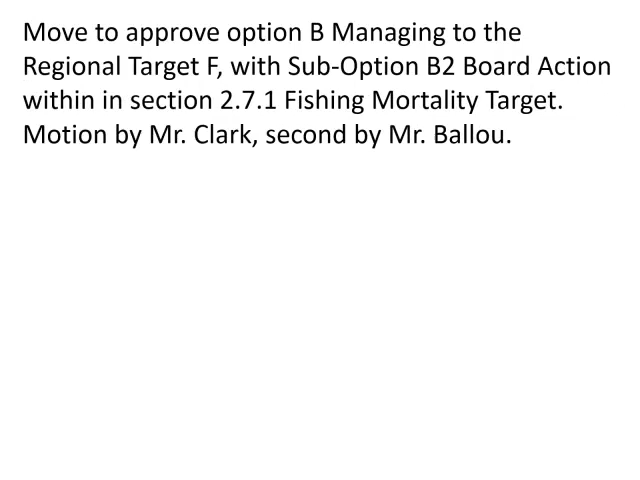 Move to approve option B Managing to the
Regional Target F, with Sub-Option B2 Board Action
within in section 2.7.1 Fishing Mortality Target.
Motion by Mr. Clark, second by Mr. Ballou.